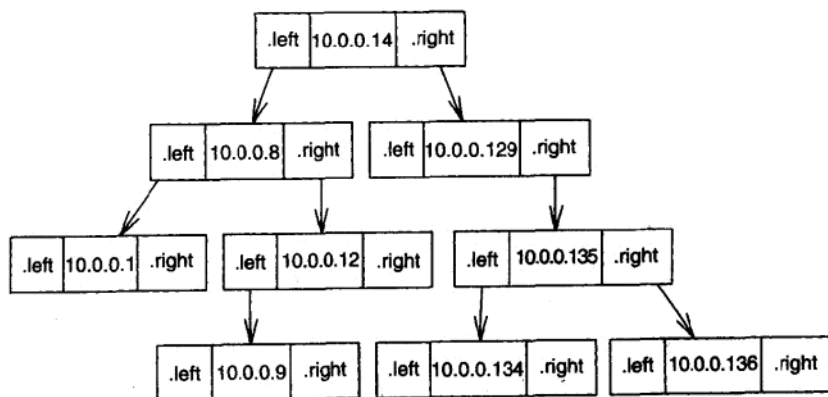 .left 10.0.0.14 .right
.left 10.0.0.8 .right .left 10.0.0.129 .right
.left 10.0.0.1 .right .left 10.0.0.12 .right .left 10.0.0.135 .right
.left 10.0.0.9 .right .left 10.0.0.134 .right .left 10.0.0.136 .right